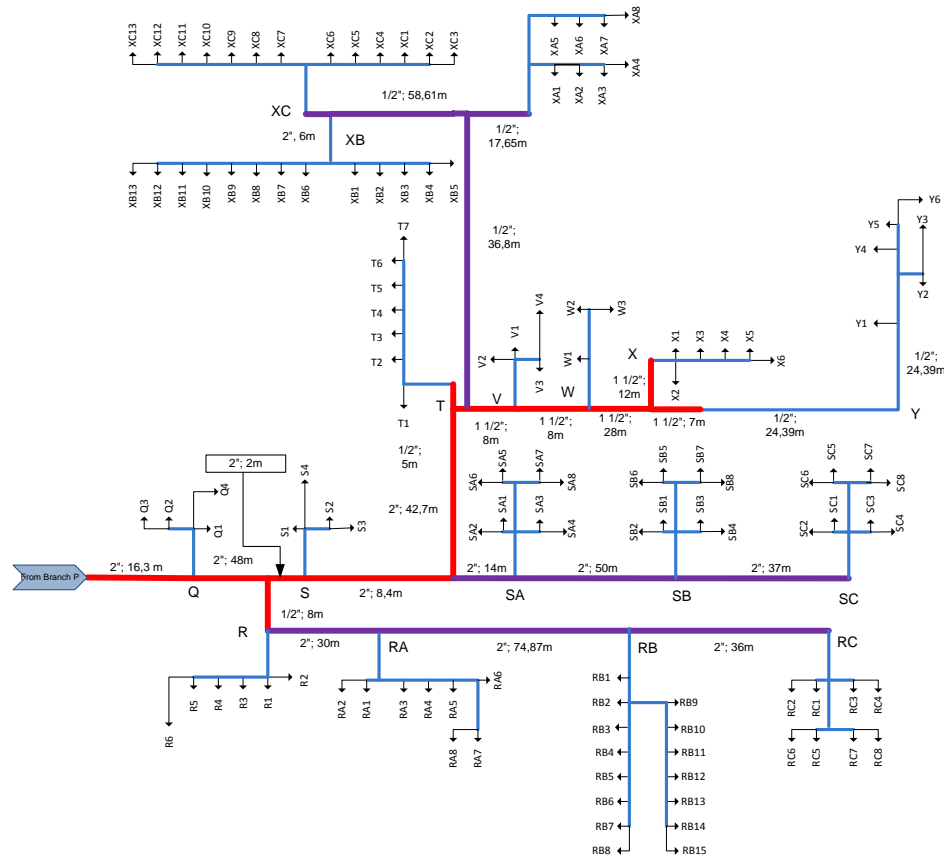 XC13
XC12
XC11
XC10
XC9
XC8
XC7
XC6
XC5
XC4
XC1
XC2
XC3
XA8
XA5
XA6
XA7
XA4
XA1
XA2
XA3
1/2"; 58,61m
XC
2", 6m
XB
1/2";
17,65m
XB13
XB12
XB11
XB10
XB9
XB8
XB7
XB6
XB1
XB2
XB3
XB4
XB5
1/2";
36,8m
T7
T6
T5
T4
T3
T2
T1
V4
V1
V2
V3
W2
W3
W1
X1
X3
X4
X5
X6
X2
Y6
Y3
Y5
Y4
Y2
Y1
1/2";
24,39m
T
V
W
X
Y
1 1/2";
12m
1 1/2";
8m
1 1/2";
8m
1 1/2";
28m
1 1/2"; 7m
1/2";
24,39m
1/2";
5m
2"; 2m
2"; 42,7m
Q3
Q2
Q4
Q1
S4
S1
S2
S3
SA6
SA5
SA7
SA8
SA2
SA1
SA3
SA4
SB6
SB5
SB7
SB8
SB2
SB1
SB3
SB4
SC6
SC5
SC7
SC8
SC2
SC1
SC3
SC4
From Branch P
2"; 16,3 m
2"; 48m
2"; 14m
2"; 50m
2"; 37m
Q
S
2"; 8,4m
SA
SB
SC
1/2"; 8m
R
2"; 30m
RA
2"; 74,87m
RB
2"; 36m
RC
R6
R5
R4
R3
R1
R2
RA2
RA1
RA3
RA4
RA5
RA6
RA8
RA7
RB1
RB2
RB3
RB4
RB5
RB6
RB7
RB8
RB9
RB10
RB11
RB12
RB13
RB14
RB15
RC2
RC1
RC3
RC4
RC6
RC5
RC7
RC8